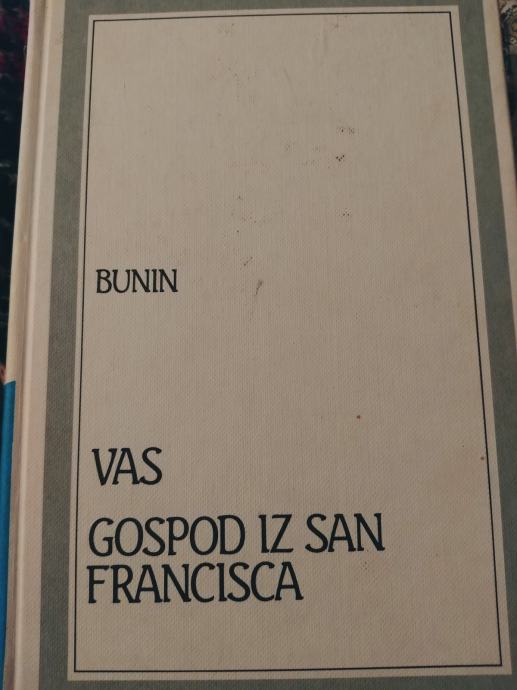 BUNIN
VAS
GOSPOD IZ SAN
FRANCISCA